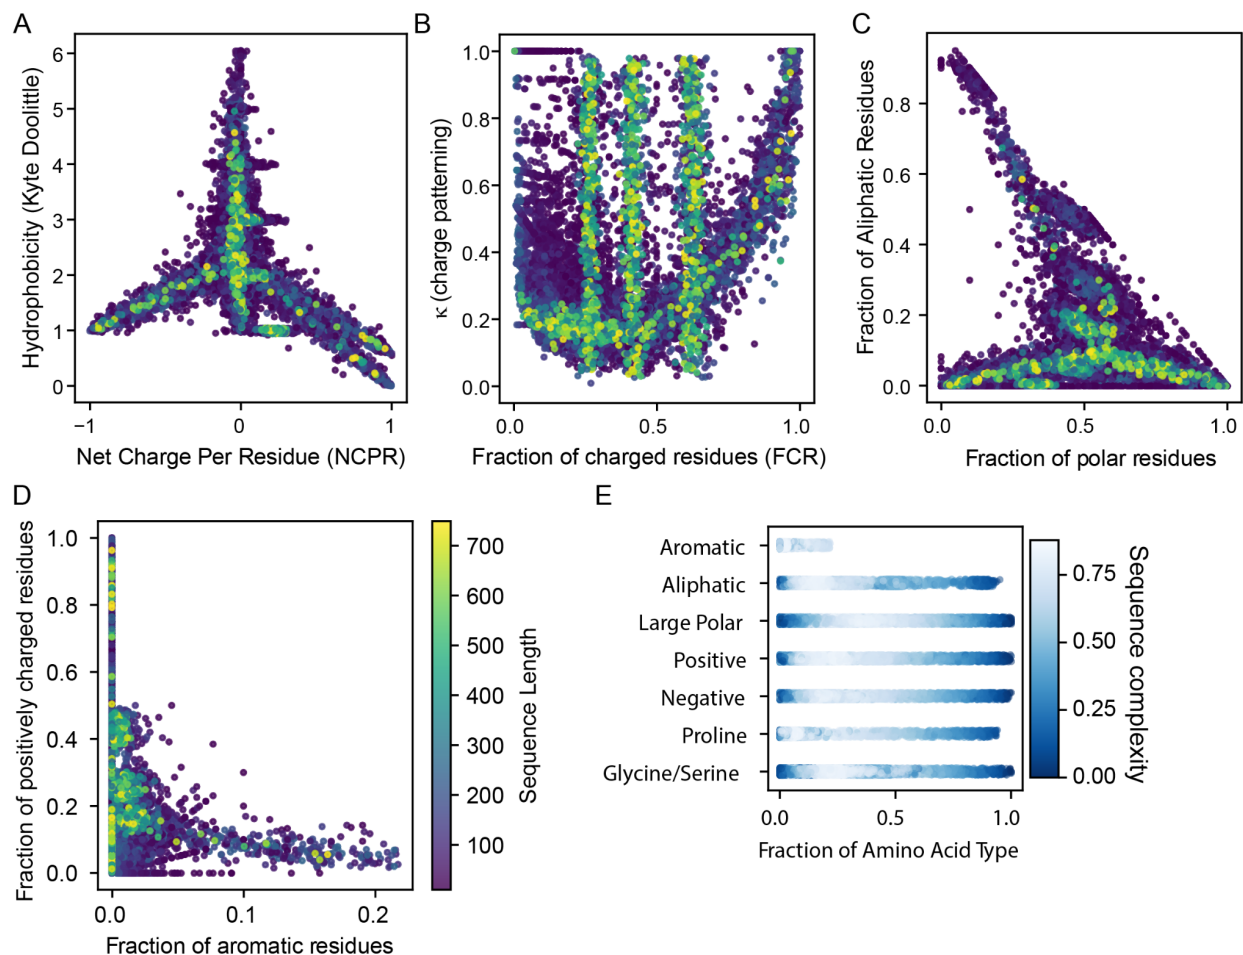 A
Hydrophobicity (Kyte Doolittle)
6
5
4
3
2
1
0
−1
0
1
Net Charge Per Residue (NCPR)
B
κ (charge patterning)
1.0
0.8
0.6
0.4
0.2
0.0
0.0
0.5
1.0
Fraction of charged residues (FCR)
C
Fraction of Aliphatic Residues
0.8
0.6
0.4
0.2
0.0
0.0
0.5
1.0
Fraction of polar residues
D
Fraction of positively charged residues
1.0
0.8
0.6
0.4
0.2
0.0
0.0
0.1
0.2
Fraction of aromatic residues
700
600
500
400
300
200
100
Sequence Length
E
Aromatic
Aliphatic
Large Polar
Positive
Negative
Proline
Glycine/Serine
0.0
0.5
1.0
Fraction of Amino Acid Type
0.75
0.50
0.25
0.00
Sequence complexity